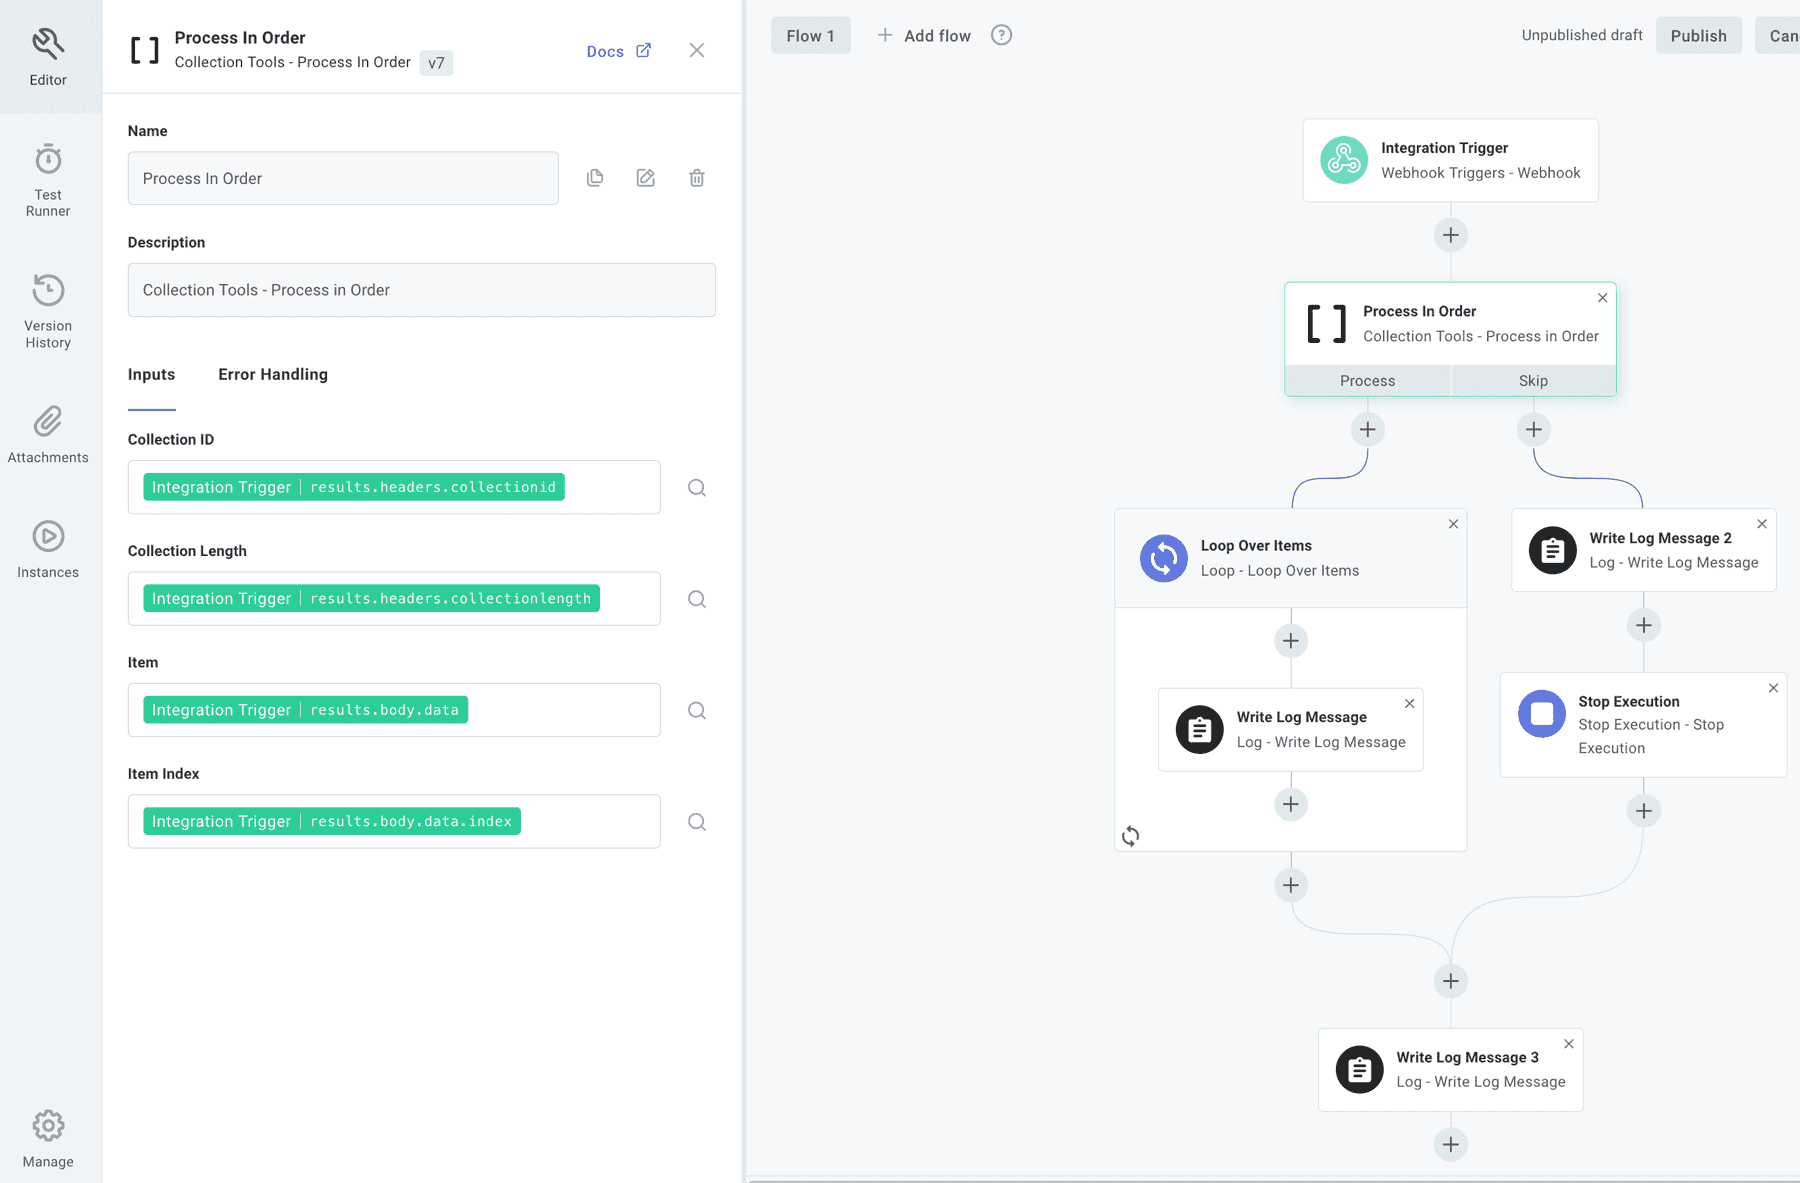 Editor
Test
Runner
Version
History
Attachments
Instances
Manage
Process In Order
Collection Tools - Process In Order v7
Docs
Name
Process In Order
Description
Collection Tools - Process in Order
Inputs Error Handling
Collection ID
Integration Trigger | results.headers.collectionid
Collection Length
Integration Trigger | results.headers.collectionlength
Item
Integration Trigger | results.body.data
Item Index
Integration Trigger | results.body.data.index
Flow 1 + Add flow ? Unpublished draft Publish Can
Integration Trigger
Webhook Triggers - Webhook
Process In Order
Collection Tools - Process in Order
Process Skip
Loop Over Items
Loop - Loop Over Items
Write Log Message
Log - Write Log Message
Write Log Message 2
Log - Write Log Message
Stop Execution
Stop Execution - Stop
Execution
Write Log Message 3
Log - Write Log Message